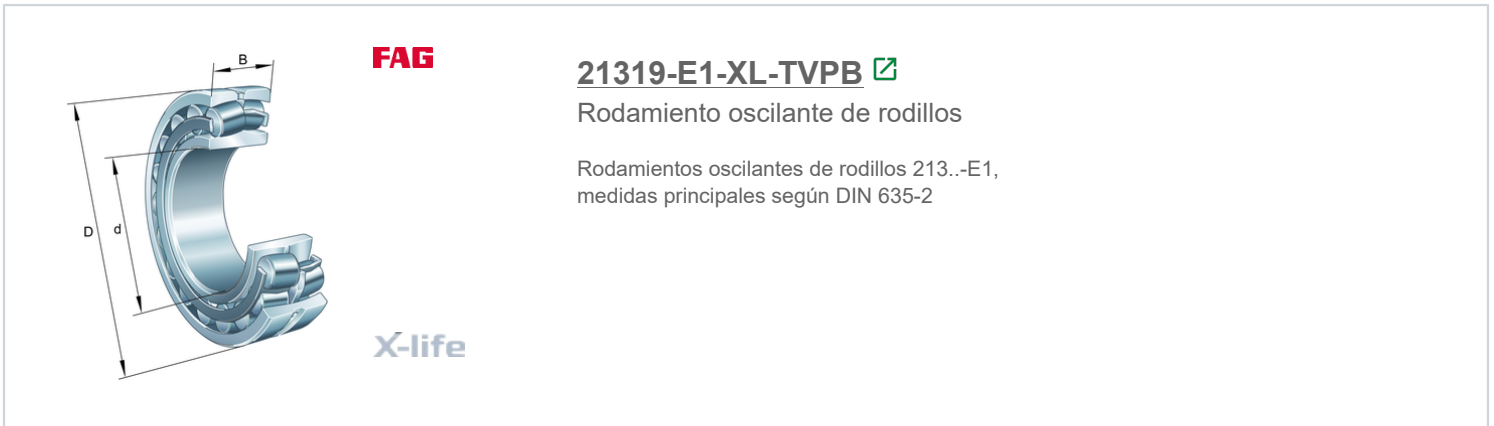 FAG
B
D
d
X-life
21319-E1-XL-TVPB
Rodamiento oscilante de rodillos
Rodamientos oscilantes de rodillos 213..-E1,
medidas principales según DIN 635-2